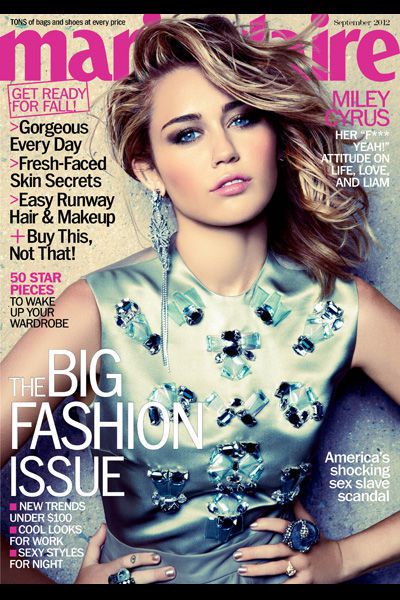 TONS of bags and shoes at every price
September 2012
marie claire
GET READY
FOR FALL!
>Gorgeous
Every Day
>Fresh-Faced
Skin Secrets
>Easy Runway
Hair & Makeup
+Buy This,
Not That!
50 STAR
PIECES
TO WAKE
UP YOUR
WARDROBE
MILEY
CYRUS
HER “F***
YEAH!”
ATTITUDE ON
LIFE, LOVE,
AND LIAM
THE BIG
FASHION
ISSUE
■ NEW TRENDS
UNDER $100
■ COOL LOOKS
FOR WORK
■ SEXY STYLES
FOR NIGHT
America's
shocking
sex slave
scandal